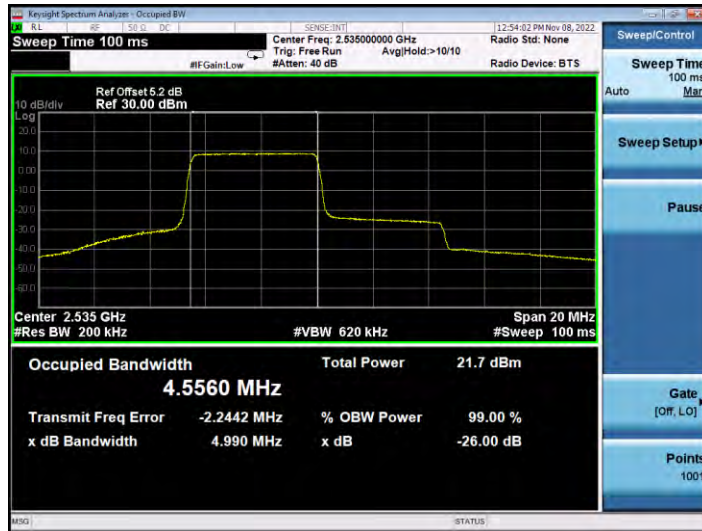 Keysight Spectrum Analyzer - Occupied BW
RL RF 50 Ω DC SENSE:INT 12:54:02 PM Nov 08, 2022
Sweep Time 100 ms
Center Freq: 2.535000000 GHz
Radio Std: None
Trig: Free Run Avg|Hold:>10/10
#IFGain:Low #Atten: 40 dB Radio Device: BTS
Ref Offset 5.2 dB
10 dB/div Ref 30.00 dBm
Log
20.0
10.0
0.00
-10.0
-20.0
-30.0
-40.0
-50.0
-60.0
Center 2.535 GHz Span 20 MHz
#Res BW 200 kHz #VBW 620 kHz #Sweep 100 ms
Occupied Bandwidth Total Power 21.7 dBm
4.5560 MHz
Transmit Freq Error -2.2442 MHz % OBW Power 99.00 %
x dB Bandwidth 4.990 MHz x dB -26.00 dB
MSG STATUS
Sweep/Control
Sweep Time
100 ms
Auto Man
Sweep Setup
Pause
Gate
[Off, LO]
Points
1001